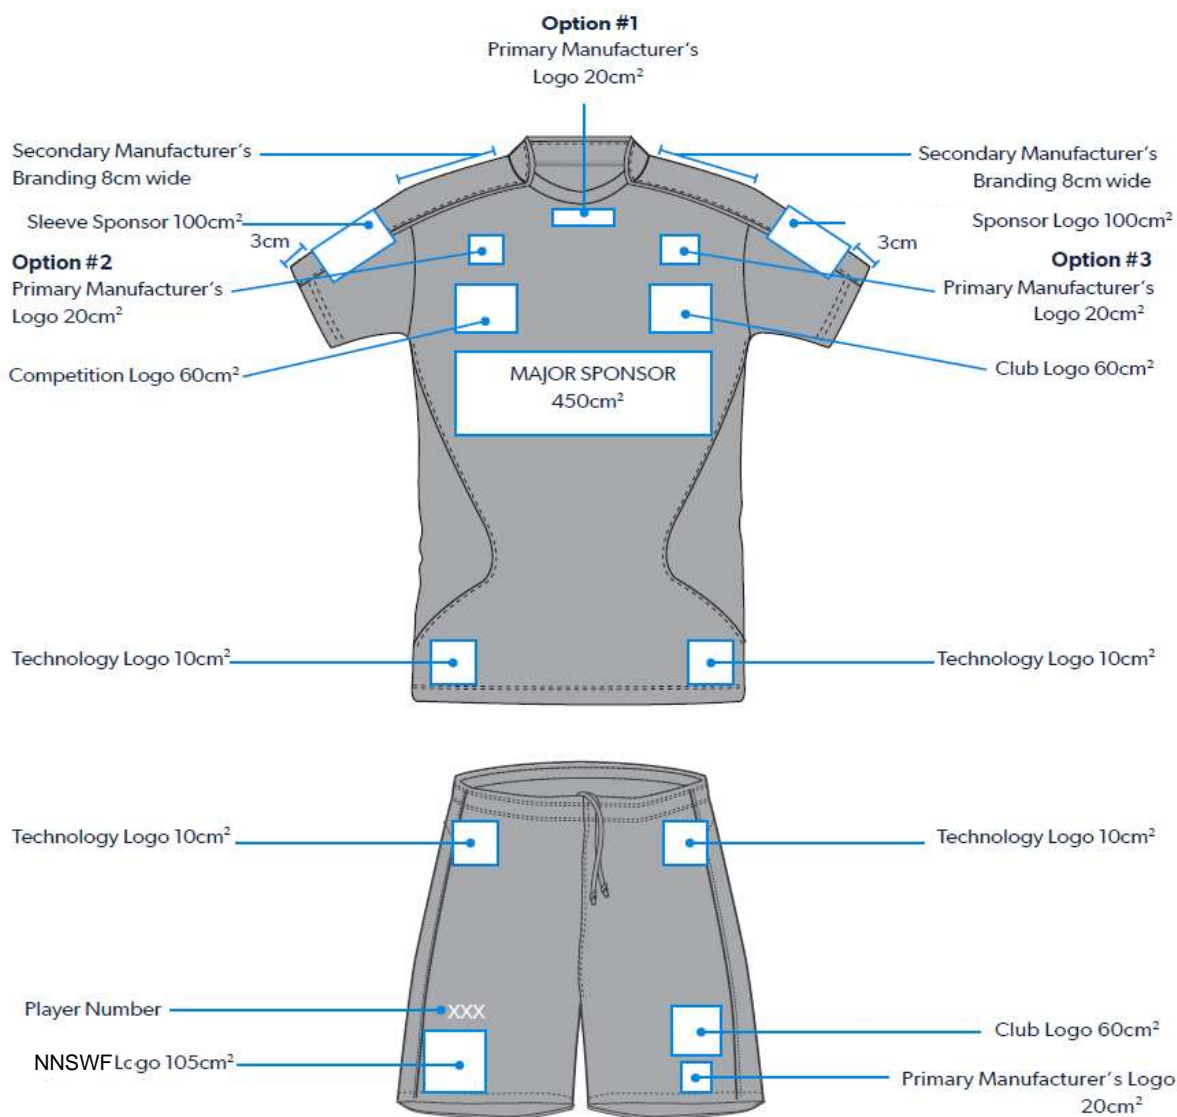 Option #1
Primary Manufacturer's
Logo 20cm²
Secondary Manufacturer's
Branding 8cm wide
Secondary Manufacturer's
Branding 8cm wide
Sleeve Sponsor 100cm²
Sponsor Logo 100cm²
3cm
3cm
Option #2
Primary Manufacturer's
Logo 20cm²
Option #3
Primary Manufacturer's
Logo 20cm²
Competition Logo 60cm²
Club Logo 60cm²
MAJOR SPONSOR
450cm²
Technology Logo 10cm²
Technology Logo 10cm²
Technology Logo 10cm²
Technology Logo 10cm²
Player Number
XXX
NNSWF Logo 105cm²
Club Logo 60cm²
Primary Manufacturer's Logo
20cm²